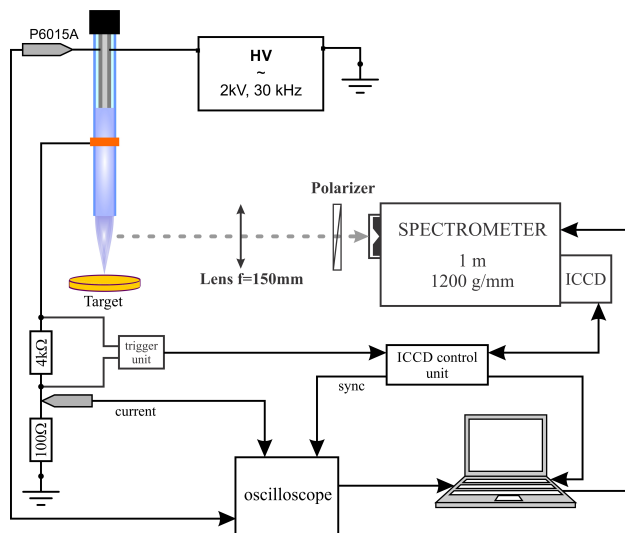 P6015A
HV
~
2kV, 30 kHz
Polarizer
SPECTROMETER
1 m
1200 g/mm
ICCD
Lens f=150mm
Target
4kΩ
trigger
unit
ICCD control
unit
sync
current
100Ω
oscilloscope